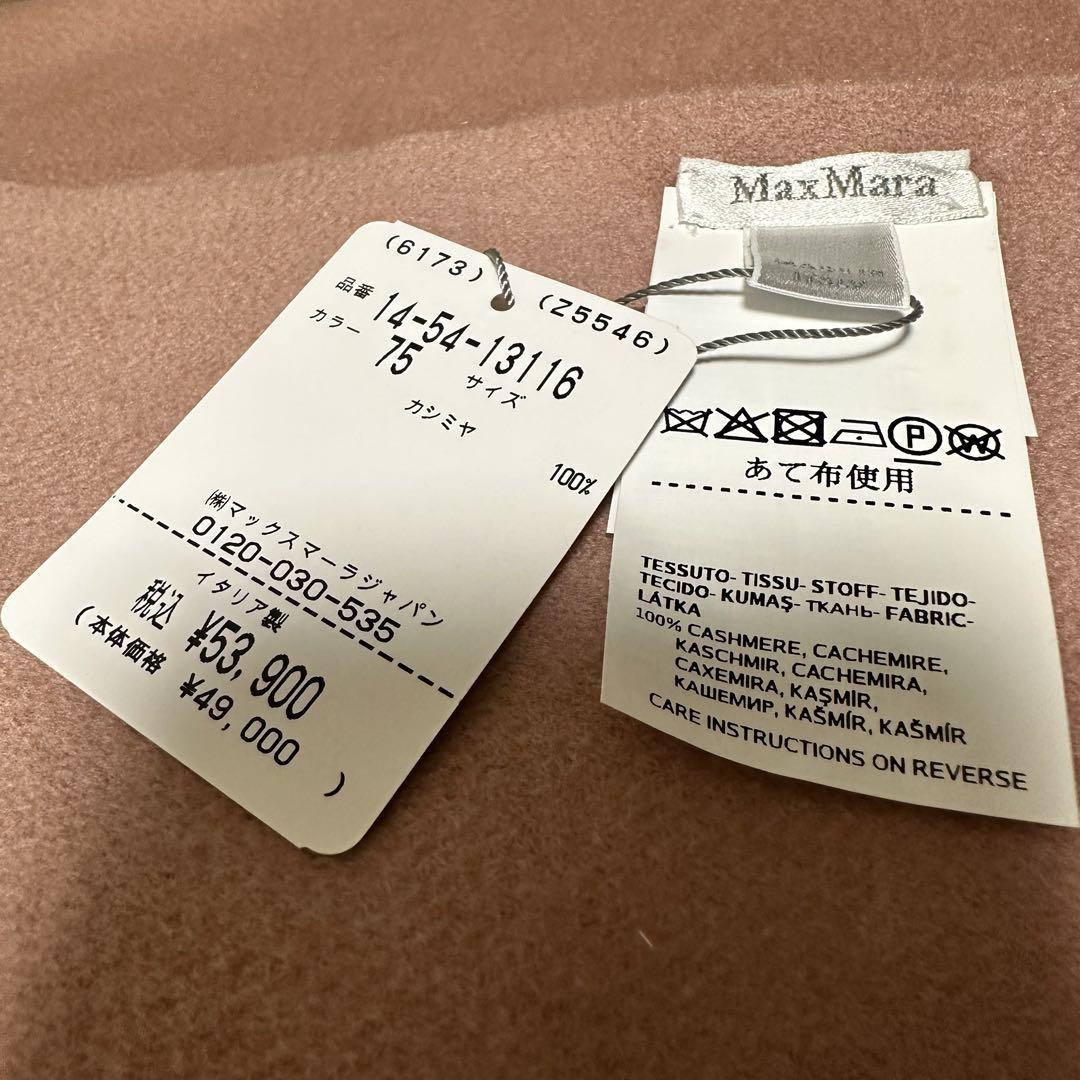 (6173)
(Z5546)
品番 14-54-13116
カラー 75 サイズ
カシミヤ
100%
㈱マックスマーラジャパン
0120-030-535
イタリア製
税込 ¥53,900
(本体価格 ¥49,000 )
MaxMara
P W
あて布使用
TESSUTO- TISSU- STOFF- TEJIDO-
TECIDO- KUMAŞ- ТКАНЬ- FABRIC-
LÁTKA
100% CASHMERE, CACHEMIRE,
KASCHMIR, CACHEMIRA,
CAXEMIRA, KAŞMİR,
КАШЕМИР, KAŠMÍR, KAŠMÍR
CARE INSTRUCTIONS ON REVERSE